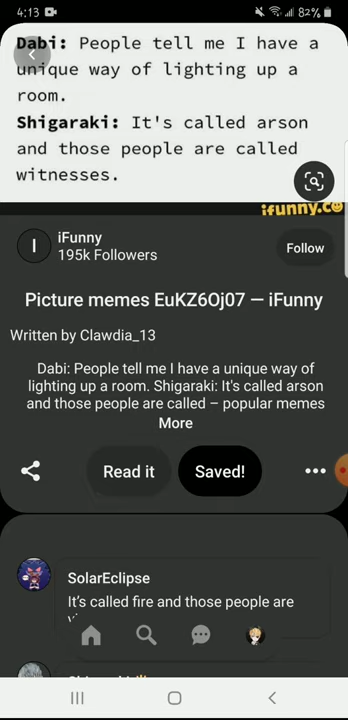 4:13
82%
Dabi: People tell me I have a
unique way of lighting up a
room.
Shigaraki: It's called arson
and those people are called
witnesses.
ifunny.co
I
iFunny
195k Followers
Follow
Picture memes EuKZ6Oj07 — iFunny
Written by Clawdia_13
Dabi: People tell me I have a unique way of
lighting up a room. Shigaraki: It's called arson
and those people are called – popular memes
More
Read it
Saved!
SolarEclipse
It's called fire and those people are